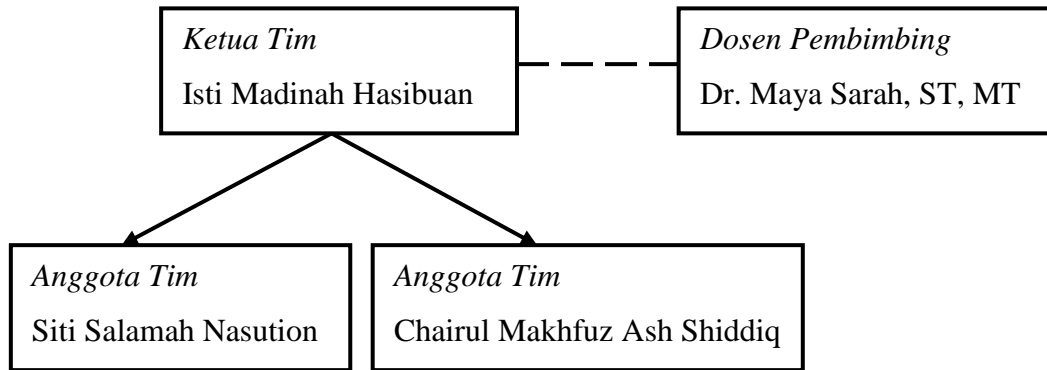 Ketua Tim
Isti Madinah Hasibuan
Dosen Pembimbing
Dr. Maya Sarah, ST, MT
Anggota Tim
Siti Salamah Nasution
Anggota Tim
Chairul Makhfuz Ash Shiddiq